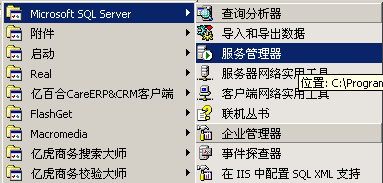 Microsoft SQL Server
附件
启动
Real
亿百合CareERP&CRM客户端
FlashGet
Macromedia
亿虎商务搜索大师
亿虎商务校验大师
查询分析器
导入和导出数据
服务管理器
服务器网络实用工具
位置: C:\Program
客户端网络实用工具
联机丛书
企业管理器
事件探查器
在 IIS 中配置 SQL XML 支持